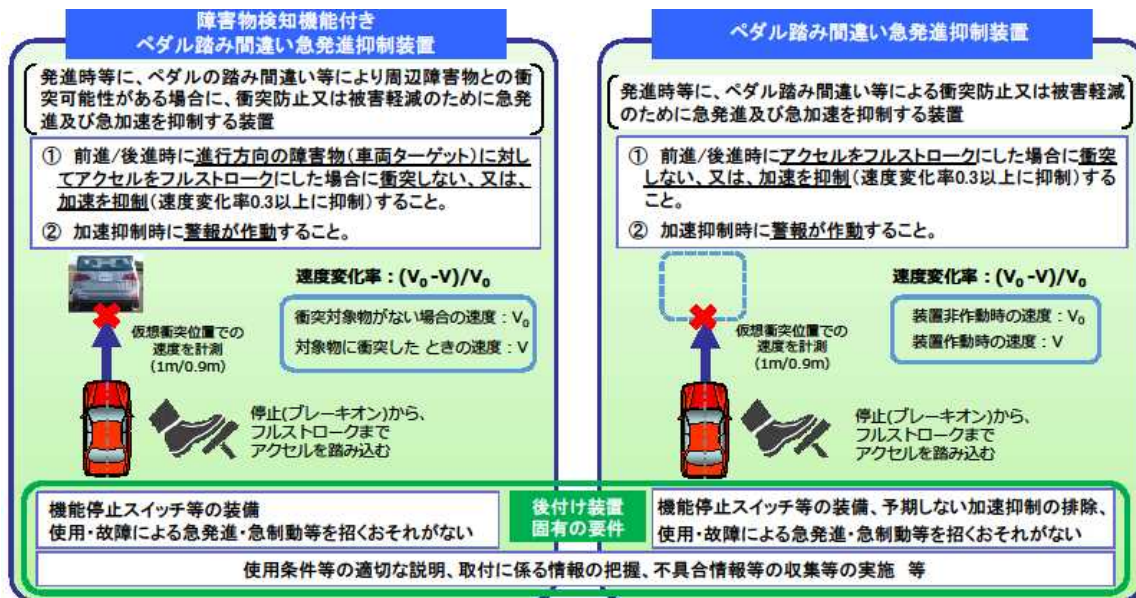 障害物検知機能付き
ペダル踏み間違い急発進抑制装置
発進時等に、ペダルの踏み間違い等により周辺障害物との衝
突可能性がある場合に、衝突防止又は被害軽減のために急発
進及び急加速を抑制する装置
① 前進/後進時に進行方向の障害物(車両ターゲット)に対し
てアクセルをフルストロークにした場合に衝突しない、又は、
加速を抑制(速度変化率0.3以上に抑制)すること。
② 加速抑制時に警報が作動すること。
速度変化率：(V₀-V)/V₀
衝突対象物がない場合の速度：V₀
対象物に衝突した ときの速度：V
仮想衝突位置での
速度を計測
(1m/0.9m)
停止(ブレーキオン)から、
フルストロークまで
アクセルを踏み込む
機能停止スイッチ等の装備
使用・故障による急発進・急制動等を招くおそれがない
ペダル踏み間違い急発進抑制装置
発進時等に、ペダル踏み間違い等による衝突防止又は被害軽減
のために急発進及び急加速を抑制する装置
① 前進/後進時にアクセルをフルストロークにした場合に衝突
しない、又は、加速を抑制(速度変化率0.3以上に抑制)する
こと。
② 加速抑制時に警報が作動すること。
速度変化率：(V₀-V)/V₀
装置非作動時の速度：V₀
装置作動時の速度：V
仮想衝突位置での
速度を計測
(1m/0.9m)
停止(ブレーキオン)から、
フルストロークまで
アクセルを踏み込む
後付け装置
固有の要件
機能停止スイッチ等の装備、予期しない加速抑制の排除、
使用・故障による急発進・急制動等を招くおそれがない
使用条件等の適切な説明、取付に係る情報の把握、不具合情報等の収集等の実施 等